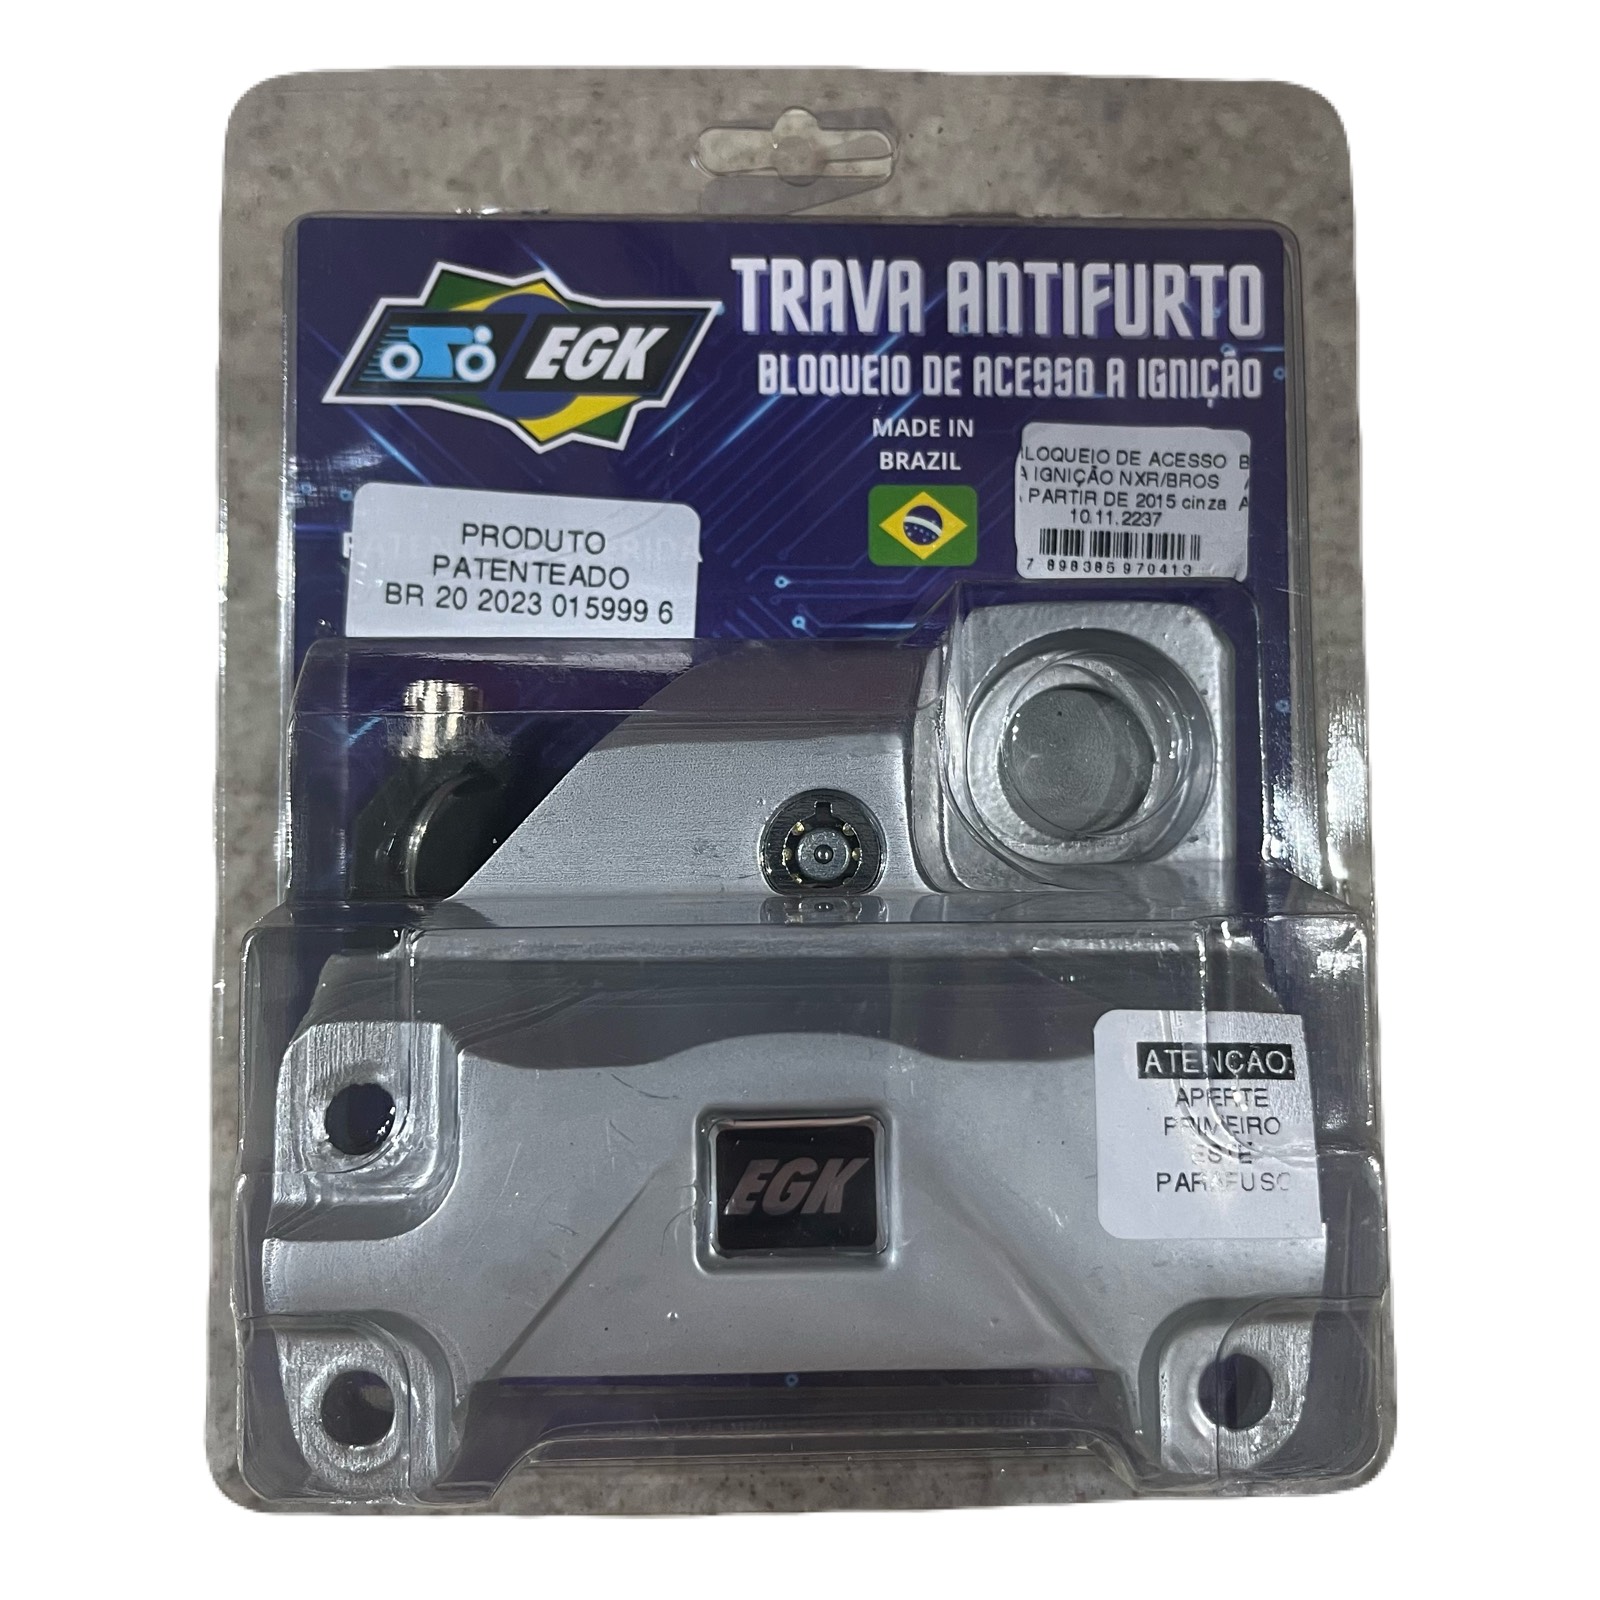 EGK
TRAVA ANTIFURTO
BLOQUEIO DE ACESSO A IGNIÇÃO
MADE IN
BRAZIL
LOQUEIO DE ACESSO B
A IGNIÇÃO NXR/BROS
PARTIR DE 2015 cinza A
10.11.2237
7 898385 970413
PRODUTO
PATENTEADO
BR 20 2023 015999 6
ATENÇÃO:
APERTE
PRIMEIRO
ESTE
PARAFUSO
EGK